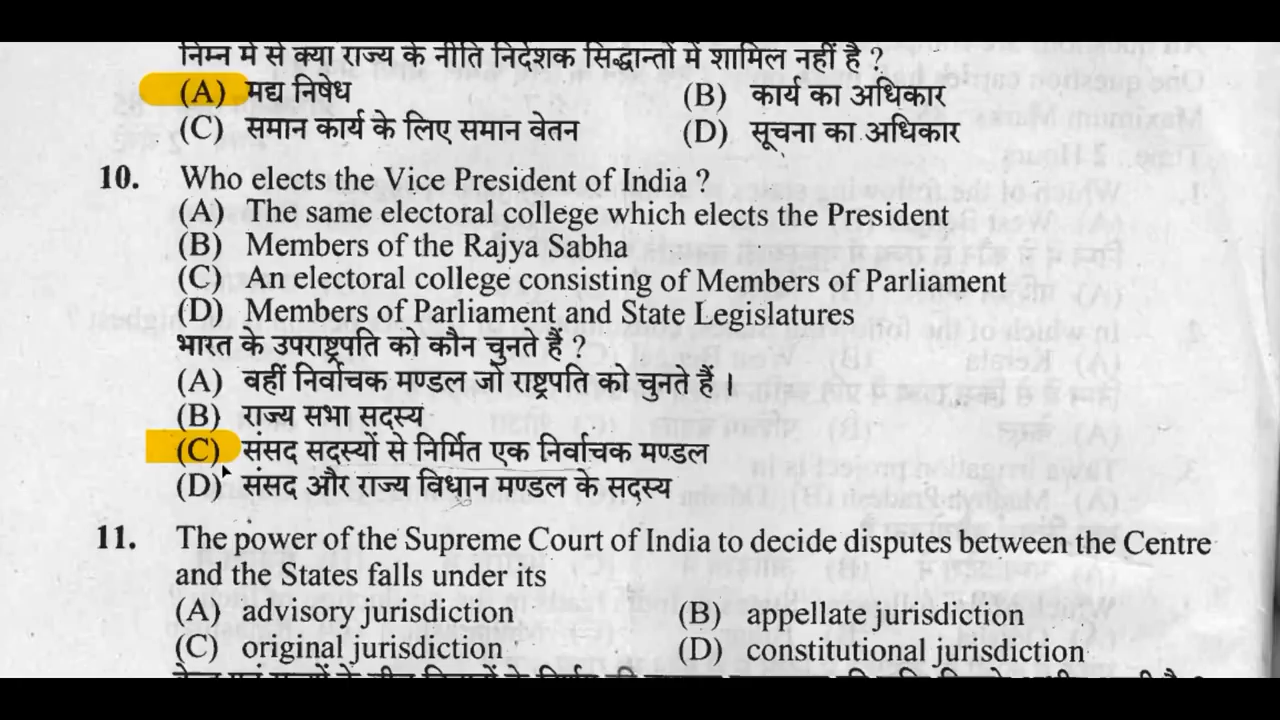 निम्न में से क्या राज्य के नीति निर्देशक सिद्धान्तों में शामिल नहीं है ?
(A) मद्य निषेध (B) कार्य का अधिकार
(C) समान कार्य के लिए समान वेतन (D) सूचना का अधिकार
10. Who elects the Vice President of India ?
(A) The same electoral college which elects the President
(B) Members of the Rajya Sabha
(C) An electoral college consisting of Members of Parliament
(D) Members of Parliament and State Legislatures
भारत के उपराष्ट्रपति को कौन चुनते हैं ?
(A) वहीं निर्वाचक मण्डल जो राष्ट्रपति को चुनते हैं ।
(B) राज्य सभा सदस्य
(C) संसद सदस्यों से निर्मित एक निर्वाचक मण्डल
(D) संसद और राज्य विधान मण्डल के सदस्य
11. The power of the Supreme Court of India to decide disputes between the Centre
and the States falls under its
(A) advisory jurisdiction (B) appellate jurisdiction
(C) original jurisdiction (D) constitutional jurisdiction